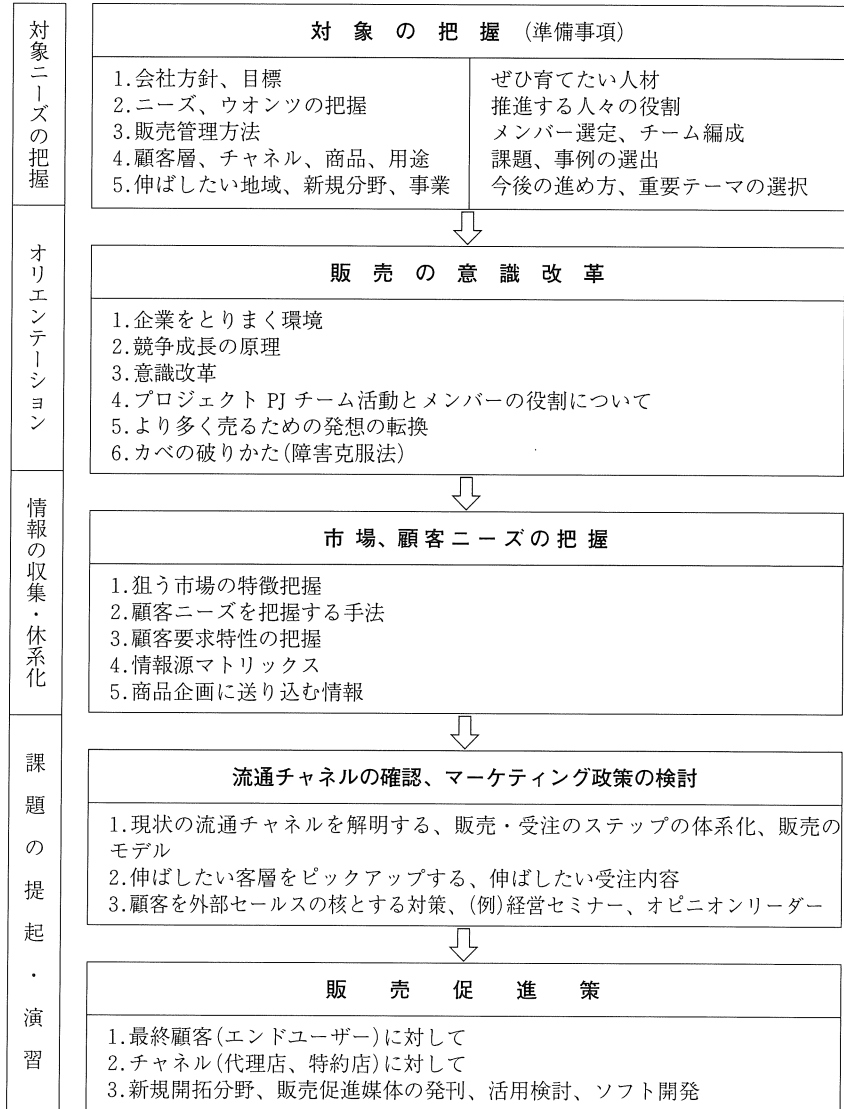 対象ニーズの把握
対象の把握 (準備事項)
1.会社方針、目標
2.ニーズ、ウオンツの把握
3.販売管理方法
4.顧客層、チャネル、商品、用途
5.伸ばしたい地域、新規分野、事業
ぜひ育てたい人材
推進する人々の役割
メンバー選定、チーム編成
課題、事例の選出
今後の進め方、重要テーマの選択
オリエンテーション
販売の意識改革
1.企業をとりまく環境
2.競争成長の原理
3.意識改革
4.プロジェクト PJ チーム活動とメンバーの役割について
5.より多く売るための発想の転換
6.カベの破りかた(障害克服法)
情報の収集・休系化
市場、顧客ニーズの把握
1.狙う市場の特徴把握
2.顧客ニーズを把握する手法
3.顧客要求特性の把握
4.情報源マトリックス
5.商品企画に送り込む情報
課題の提起・演習
流通チャネルの確認、マーケティング政策の検討
1.現状の流通チャネルを解明する、販売・受注のステップの体系化、販売の
モデル
2.伸ばしたい客層をピックアップする、伸ばしたい受注内容
3.顧客を外部セールスの核とする対策、(例)経営セミナー、オピニオンリーダー
販売促進策
1.最終顧客(エンドユーザー)に対して
2.チャネル(代理店、特約店)に対して
3.新規開拓分野、販売促進媒体の発刊、活用検討、ソフト開発